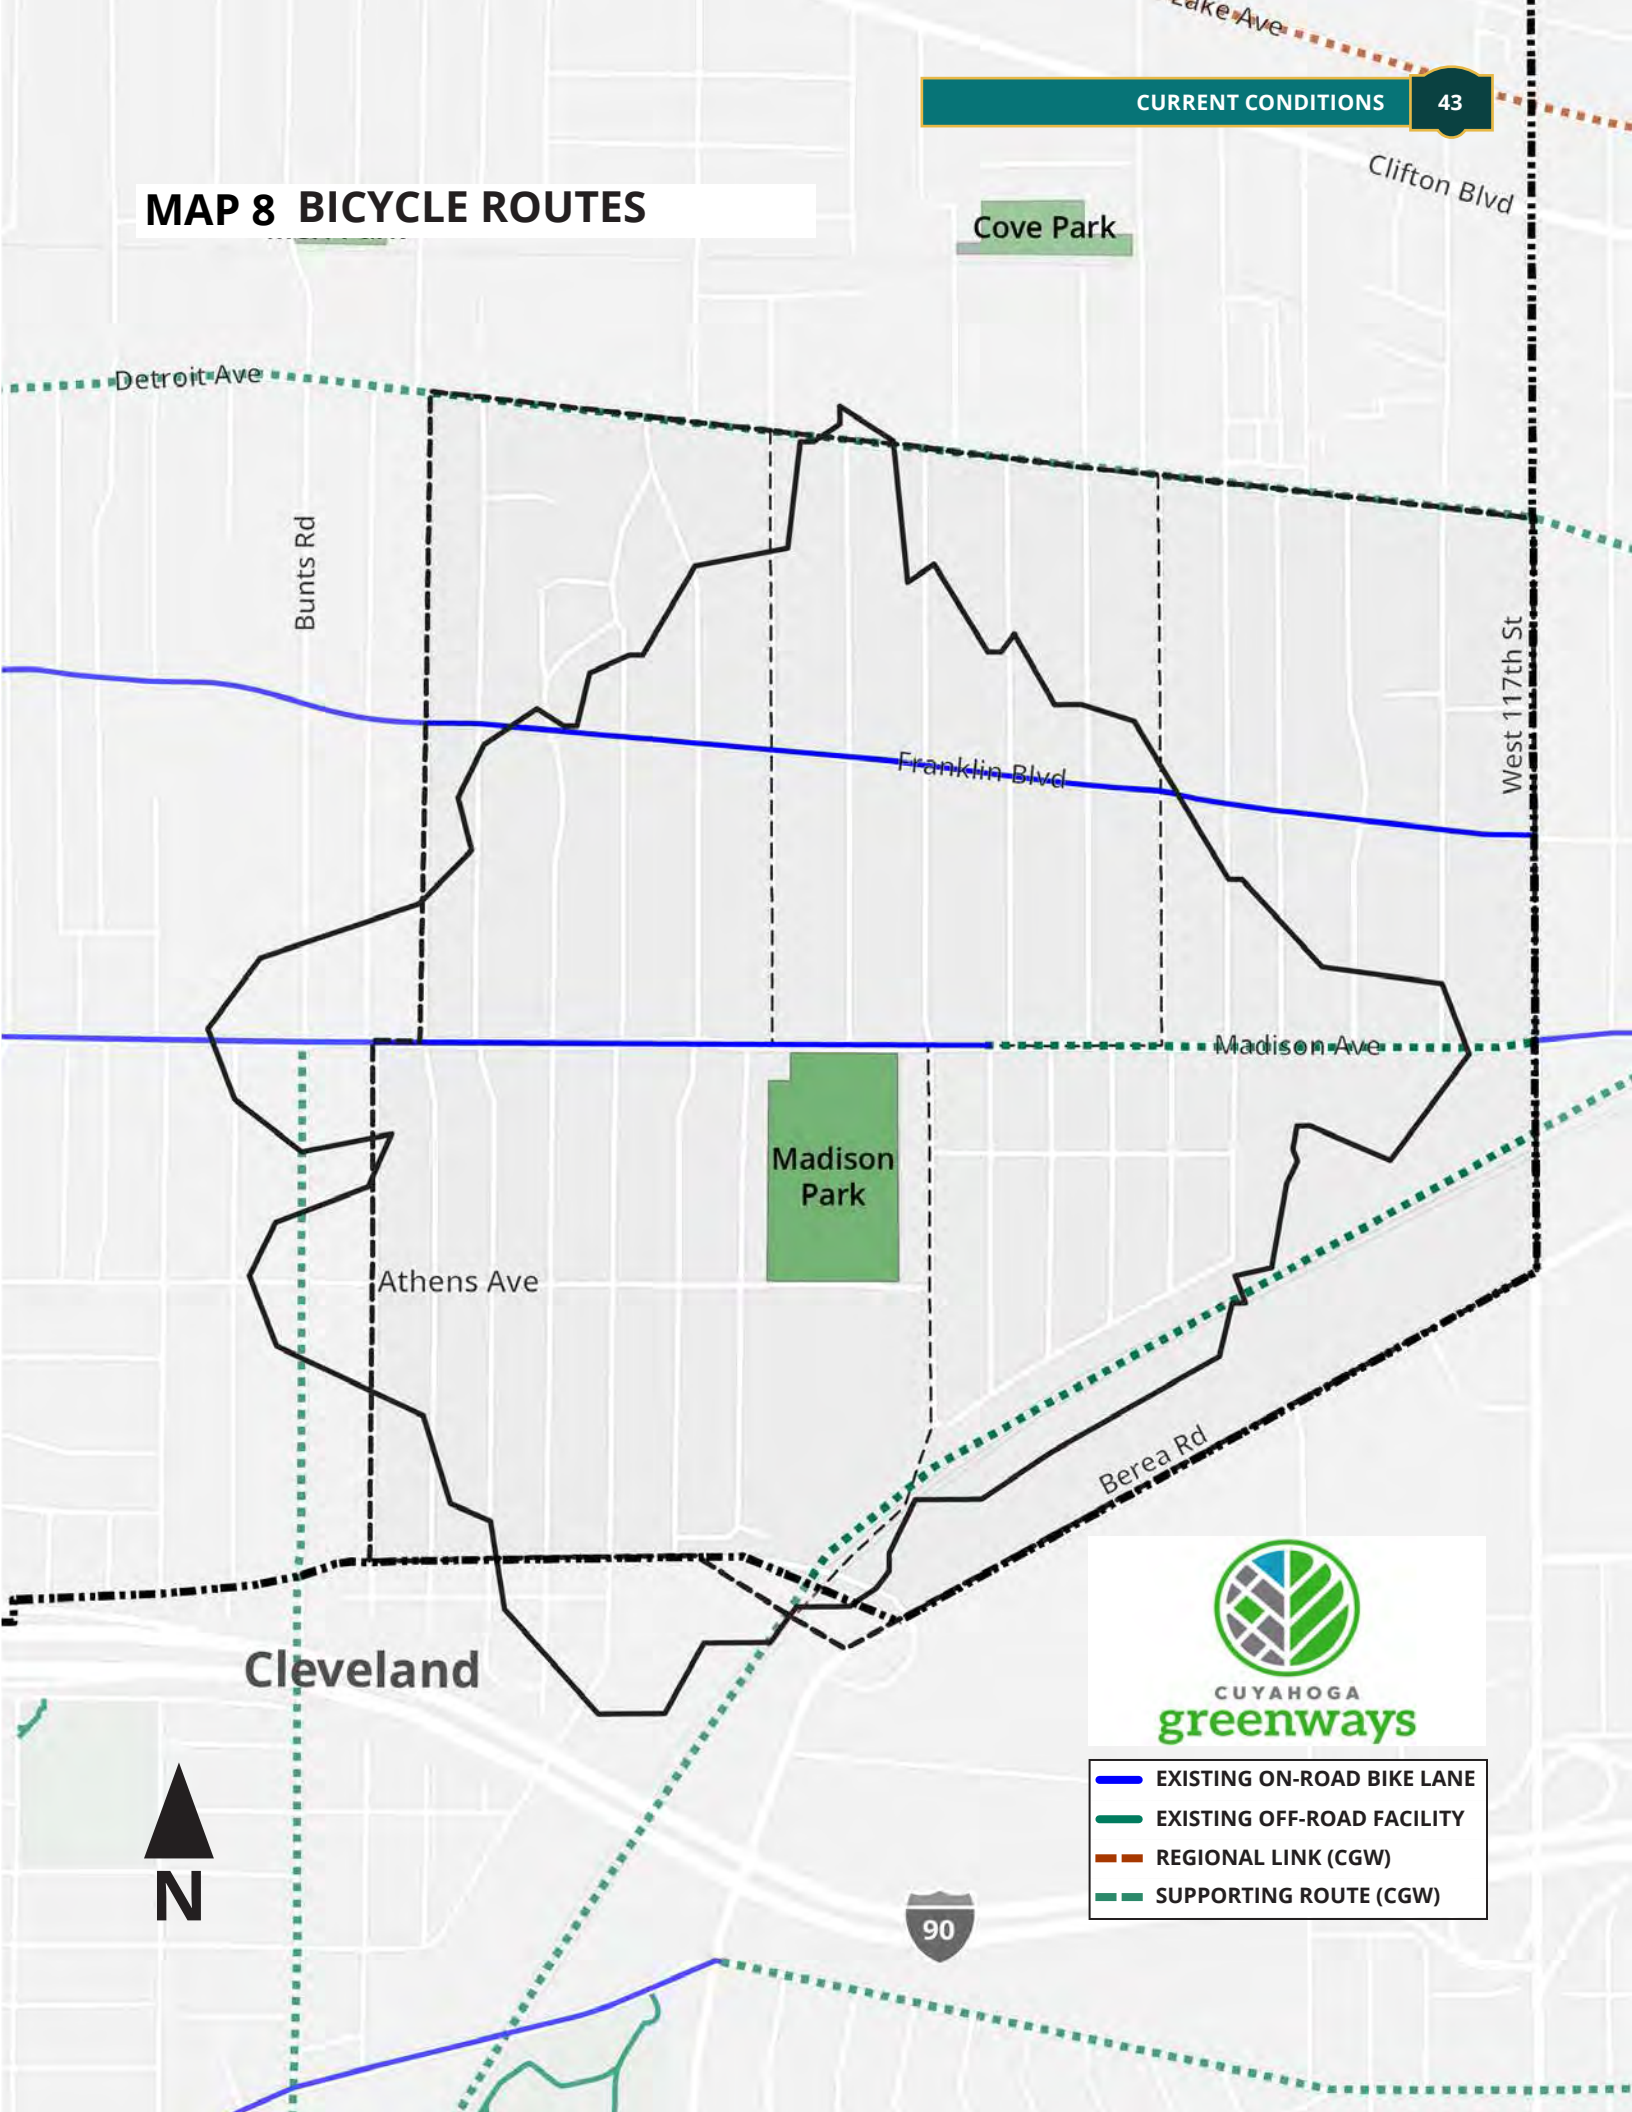 Lake Ave
CURRENT CONDITIONS 43
Clifton Blvd
MAP 8 BICYCLE ROUTES
Cove Park
Detroit Ave
Bunts Rd
West 117th St
Franklin Blvd
Madison Ave
Madison
Park
Athens Ave
Berea Rd
Cleveland
CUYAHOGA
greenways
EXISTING ON-ROAD BIKE LANE
EXISTING OFF-ROAD FACILITY
REGIONAL LINK (CGW)
SUPPORTING ROUTE (CGW)
N
90